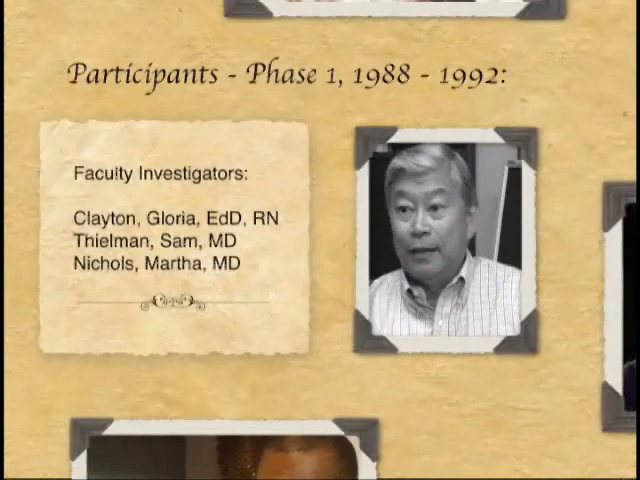 Participants - Phase 1, 1988 - 1992:
Faculty Investigators:
Clayton, Gloria, EdD, RN
Thielman, Sam, MD
Nichols, Martha, MD